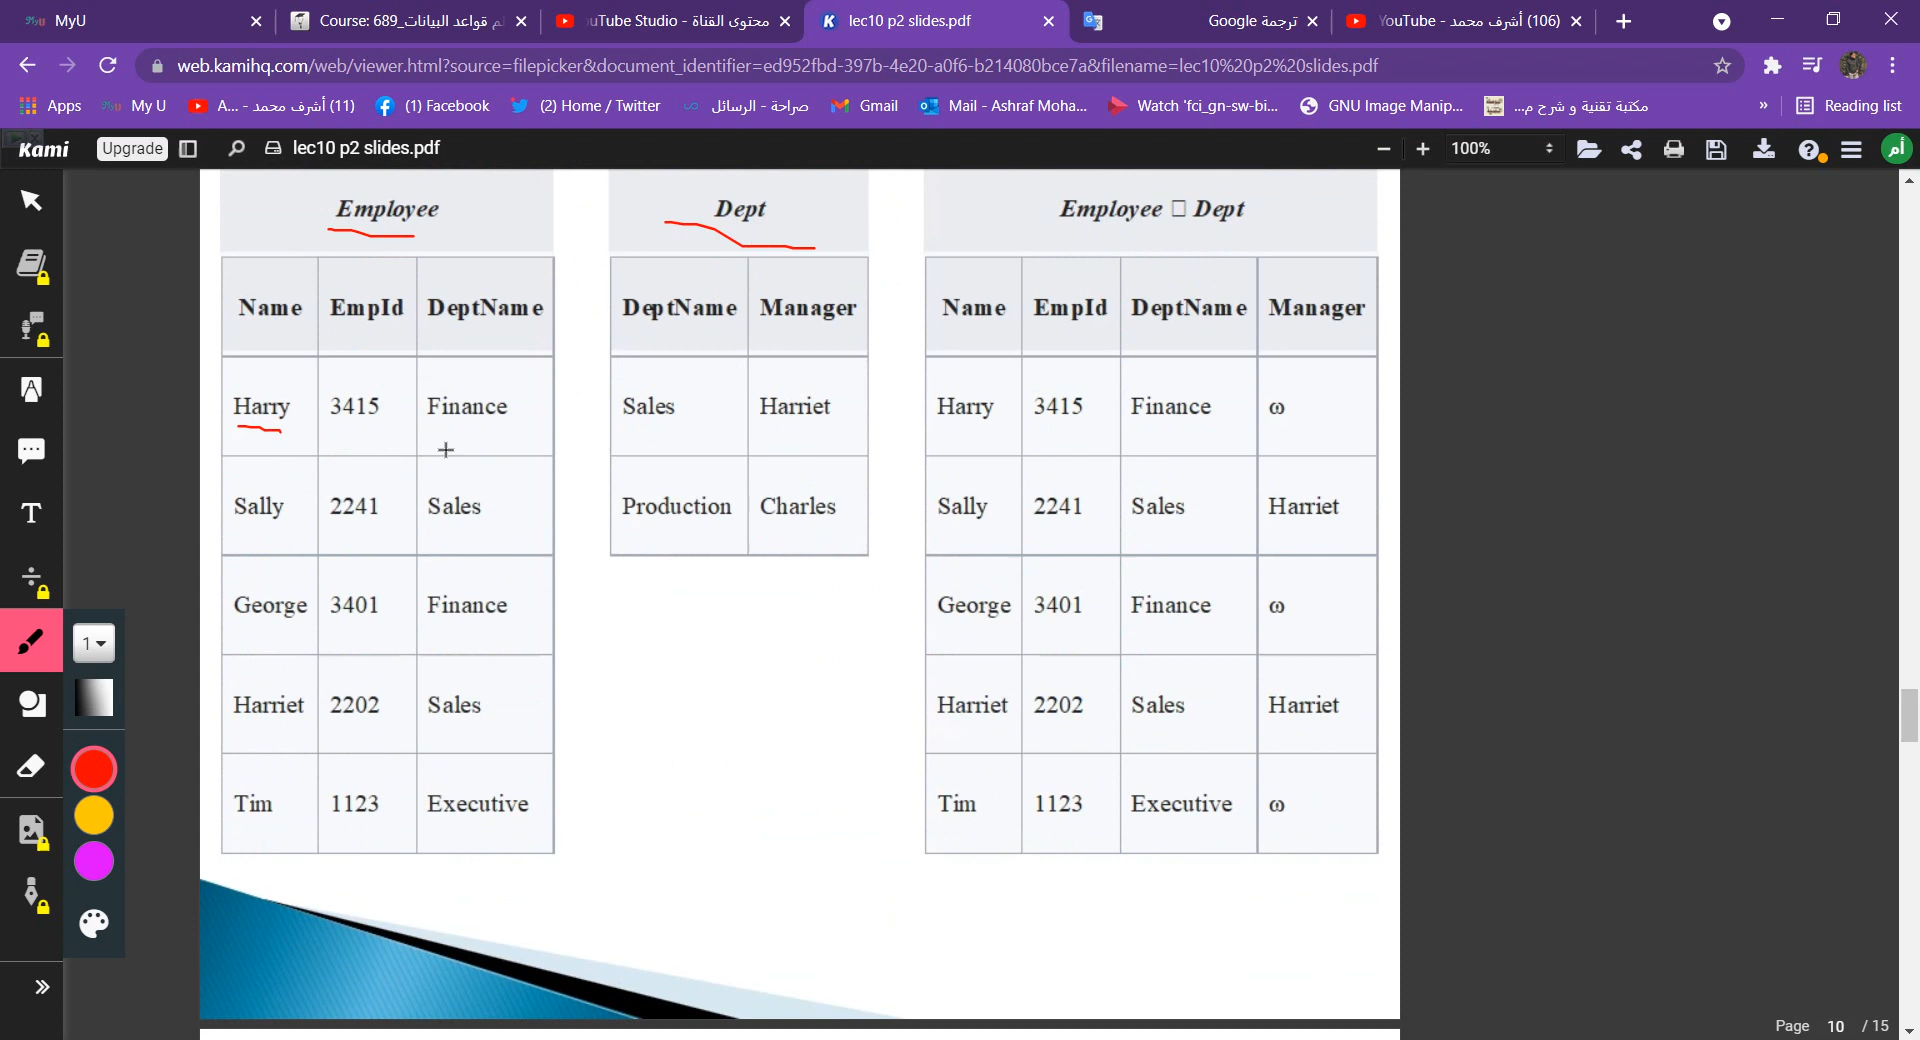 MyU
Course: 689_م قواعد البيانات
uTube Studio - محتوى القناة
lec10 p2 slides.pdf
ترجمة Google
YouTube - أشرف محمد (106)
web.kamihq.com/web/viewer.html?source=filepicker&document_identifier=ed952fbd-397b-4e20-a0f6-b214080bce7a&filename=lec10%20p2%20slides.pdf
Apps
My U
A... - أشرف محمد (11)
(1) Facebook
(2) Home / Twitter
صراحة - الرسائل
Gmail
Mail - Ashraf Moha...
Watch 'fci_gn-sw-bi...
GNU Image Manip...
مكتبة تقنية و شرح م...
Reading list
Kami
Upgrade
lec10 p2 slides.pdf
100%
أم
Employee
Dept
Employee □ Dept
Name EmpId DeptName
DeptName Manager
Name EmpId DeptName Manager
Harry 3415 Finance
Sales Harriet
Harry 3415 Finance ω
Sally 2241 Sales
Production Charles
Sally 2241 Sales Harriet
George 3401 Finance
George 3401 Finance ω
Harriet 2202 Sales
Harriet 2202 Sales Harriet
Tim 1123 Executive
Tim 1123 Executive ω
1
Page 10 / 15